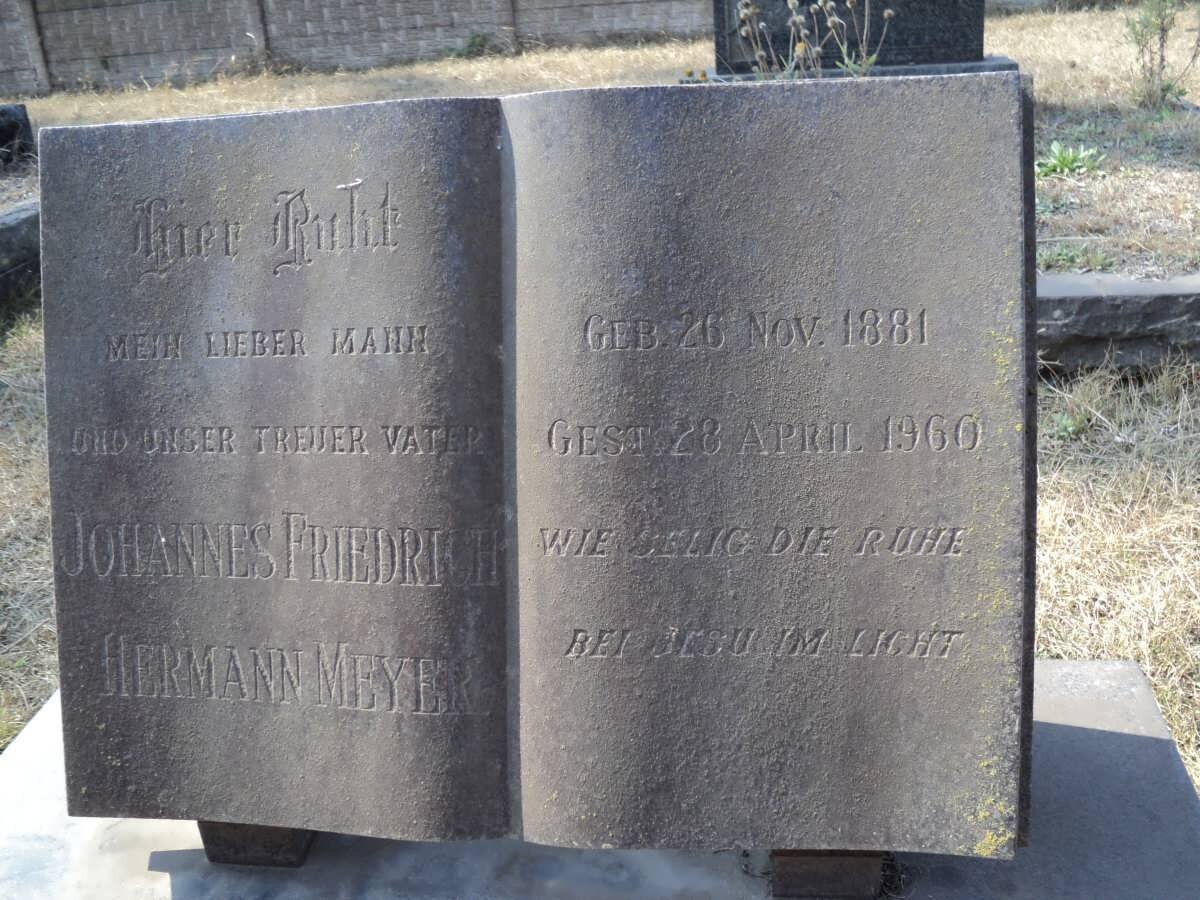 Hier Ruht
MEIN LIEBER MANN
UND UNSER TREUER VATER
JOHANNES FRIEDRICH
HERMANN MEYER
GEB. 26 NOV. 1881
GEST. 28 APRIL 1960
WIE SELIG DIE RUHE
BEI JESU IM LICHT